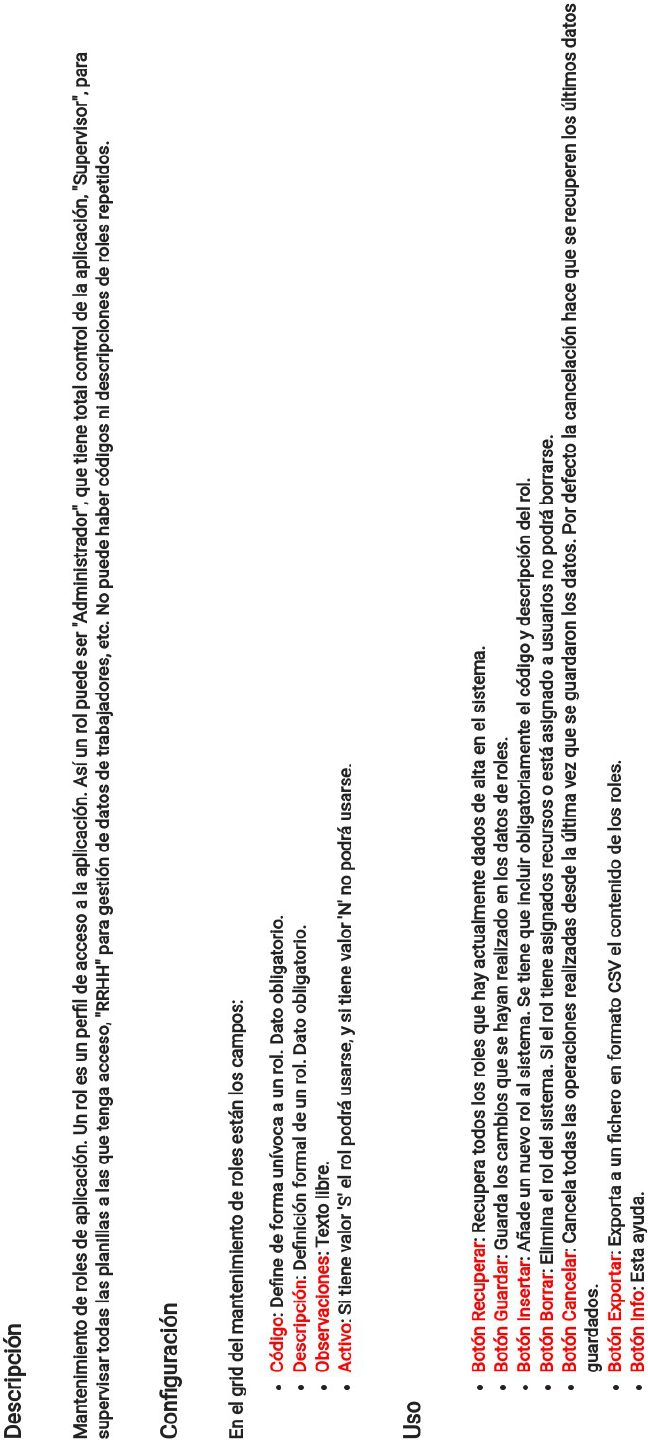 Descripción
Mantenimiento de roles de aplicación. Un rol es un perfil de acceso a la aplicación. Así un rol puede ser "Administrador", que tiene total control de la aplicación, "Supervisor", para
supervisar todas las planillas a las que tenga acceso, "RRHH" para gestión de datos de trabajadores, etc. No puede haber códigos ni descripciones de roles repetidos.
Configuración
En el grid del mantenimiento de roles están los campos:
• Código: Define de forma unívoca a un rol. Dato obligatorio.
• Descripción: Definición formal de un rol. Dato obligatorio.
• Observaciones: Texto libre.
• Activo: Si tiene valor 'S' el rol podrá usarse, y si tiene valor 'N' no podrá usarse.
Uso
• Botón Recuperar: Recupera todos los roles que hay actualmente dados de alta en el sistema.
• Botón Guardar: Guarda los cambios que se hayan realizado en los datos de roles.
• Botón Insertar: Añade un nuevo rol al sistema. Se tiene que incluir obligatoriamente el código y descripción del rol.
• Botón Borrar: Elimina el rol del sistema. Si el rol tiene asignados recursos o está asignado a usuarios no podrá borrarse.
• Botón Cancelar: Cancela todas las operaciones realizadas desde la última vez que se guardaron los datos. Por defecto la cancelación hace que se recuperen los últimos datos
guardados.
• Botón Exportar: Exporta a un fichero en formato CSV el contenido de los roles.
• Botón Info: Esta ayuda.